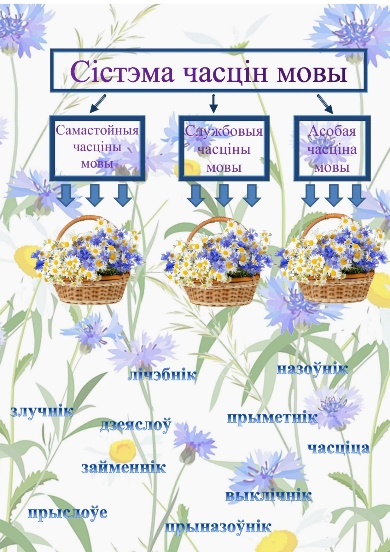 Сістэма часцін мовы
Самастойныя
часціны
мовы
Службовыя
часціны
мовы
Асобая
часціна
мовы
лічэбнік
назоўнік
злучнік
дзеяслоў
прыметнік
часціца
займеннік
выклічнік
прыслоўе
прыназоўнік